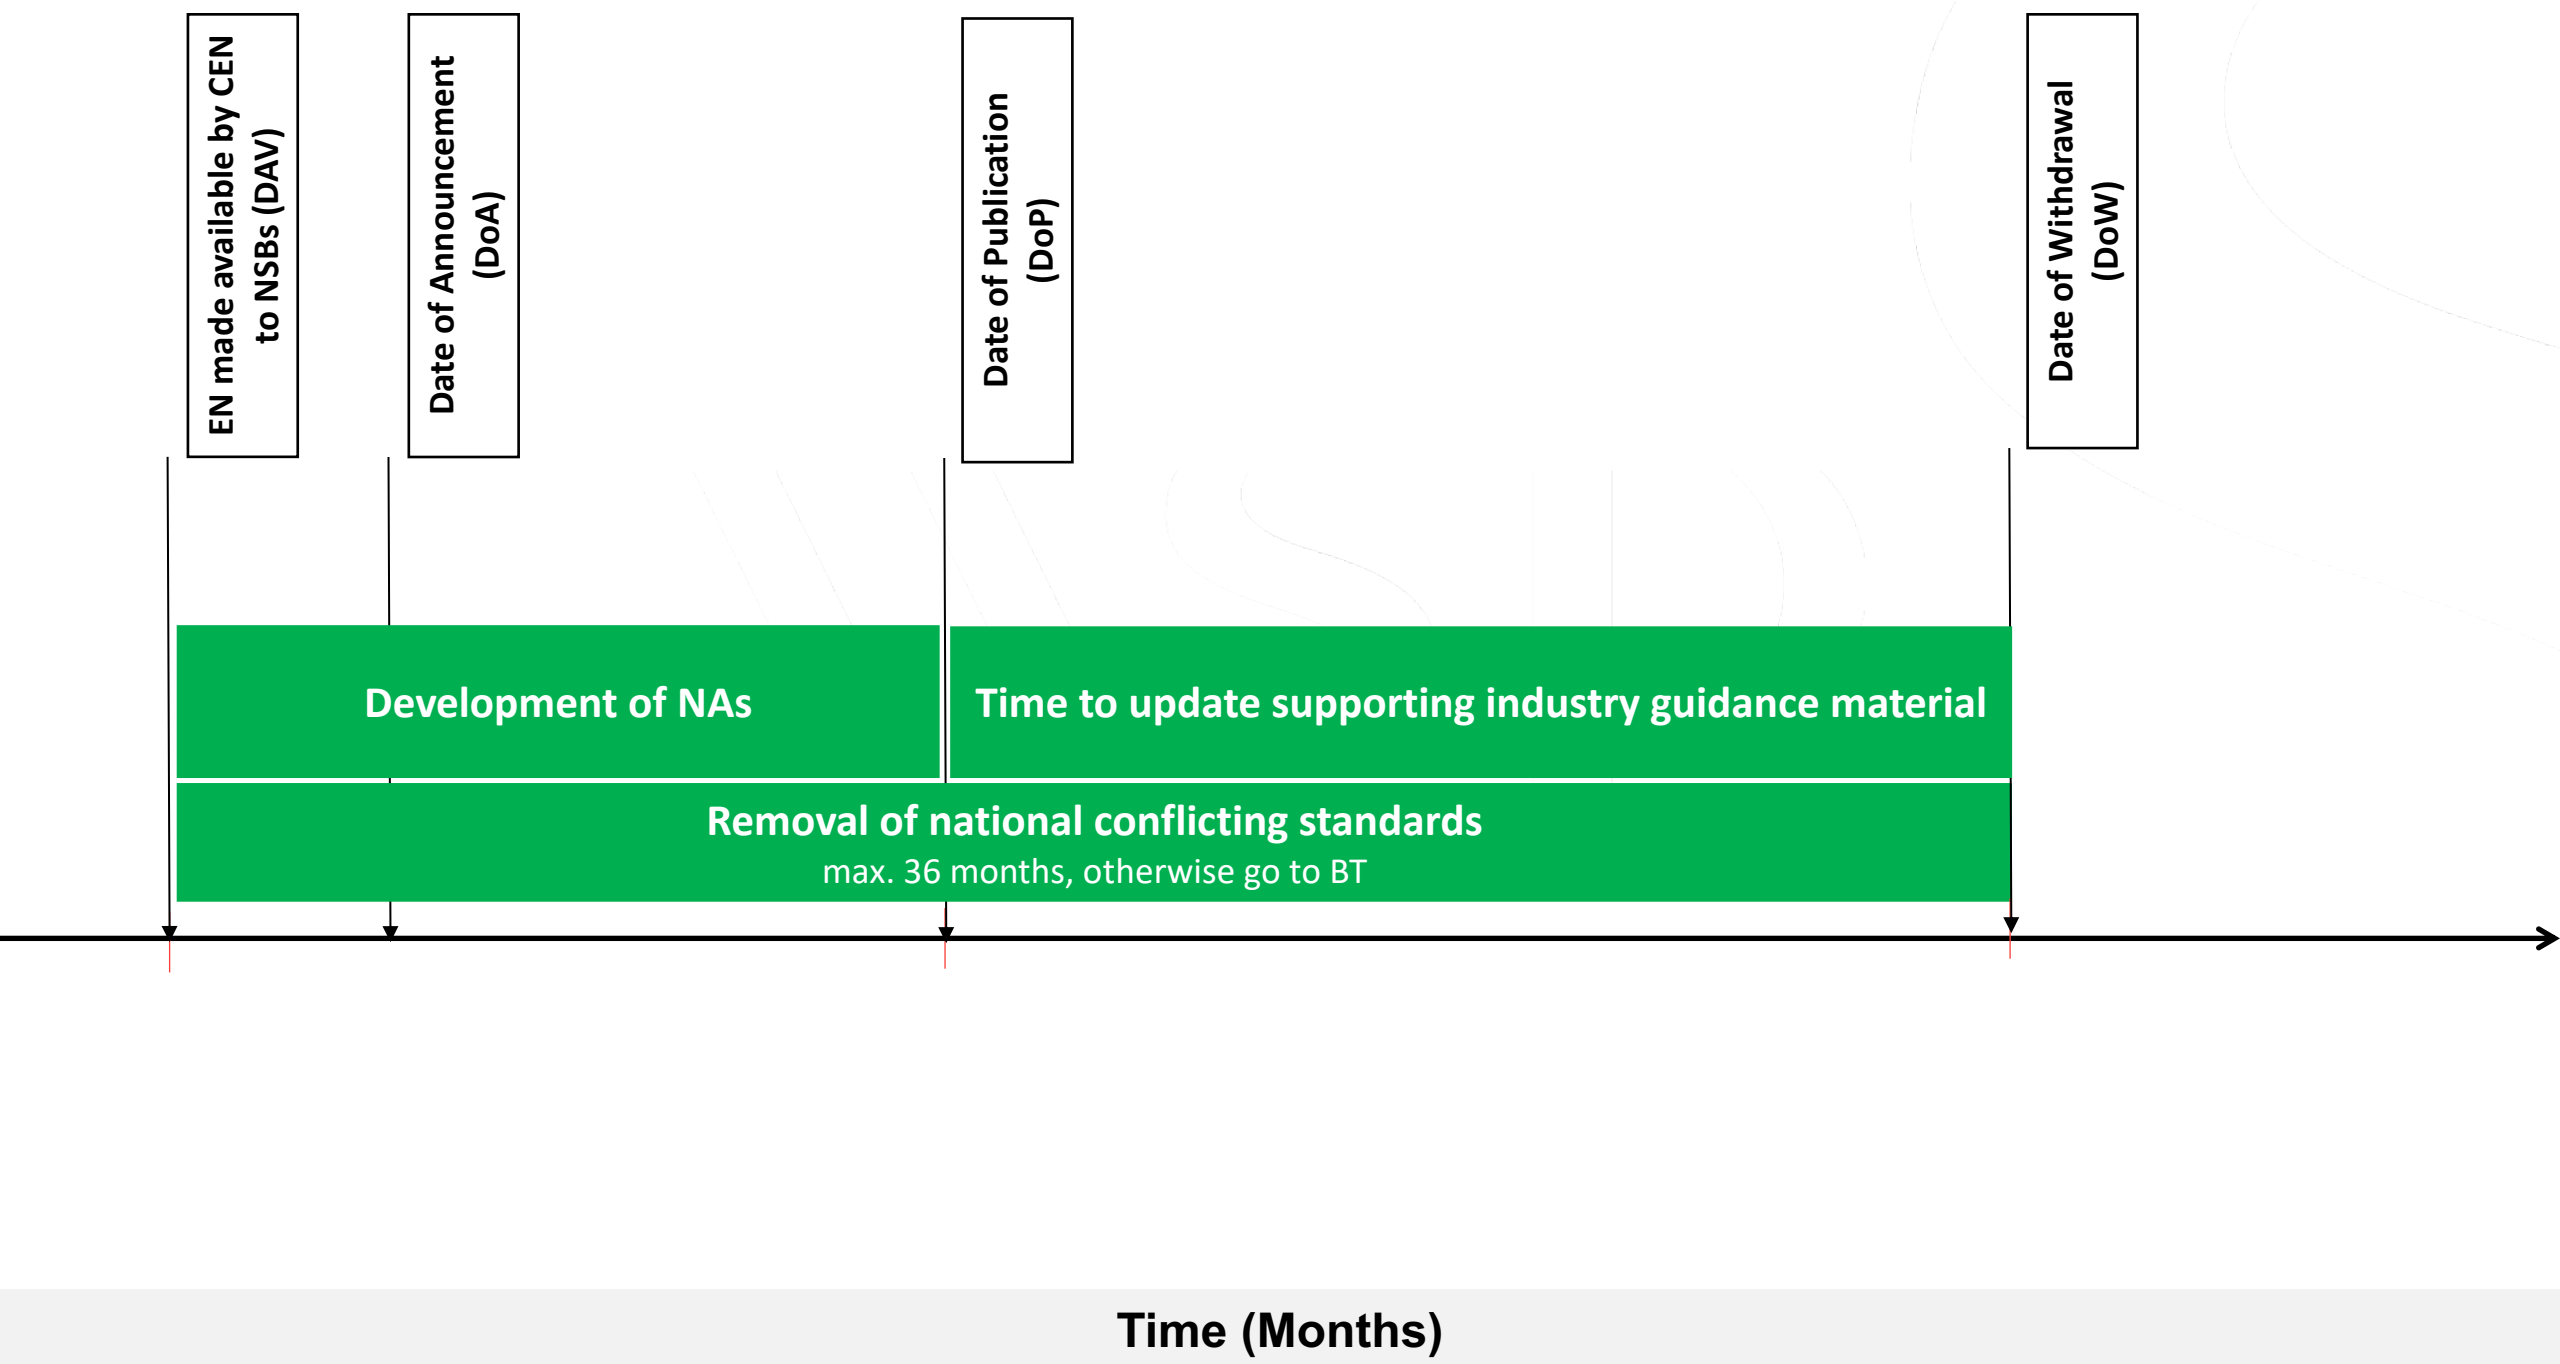 EN made available by CEN
to NSBs (DAV)
Date of Announcement
(DoA)
Date of Publication
(DoP)
Date of Withdrawal
(DoW)
Development of NAs
Time to update supporting industry guidance material
Removal of national conflicting standards
max. 36 months, otherwise go to BT
Time (Months)